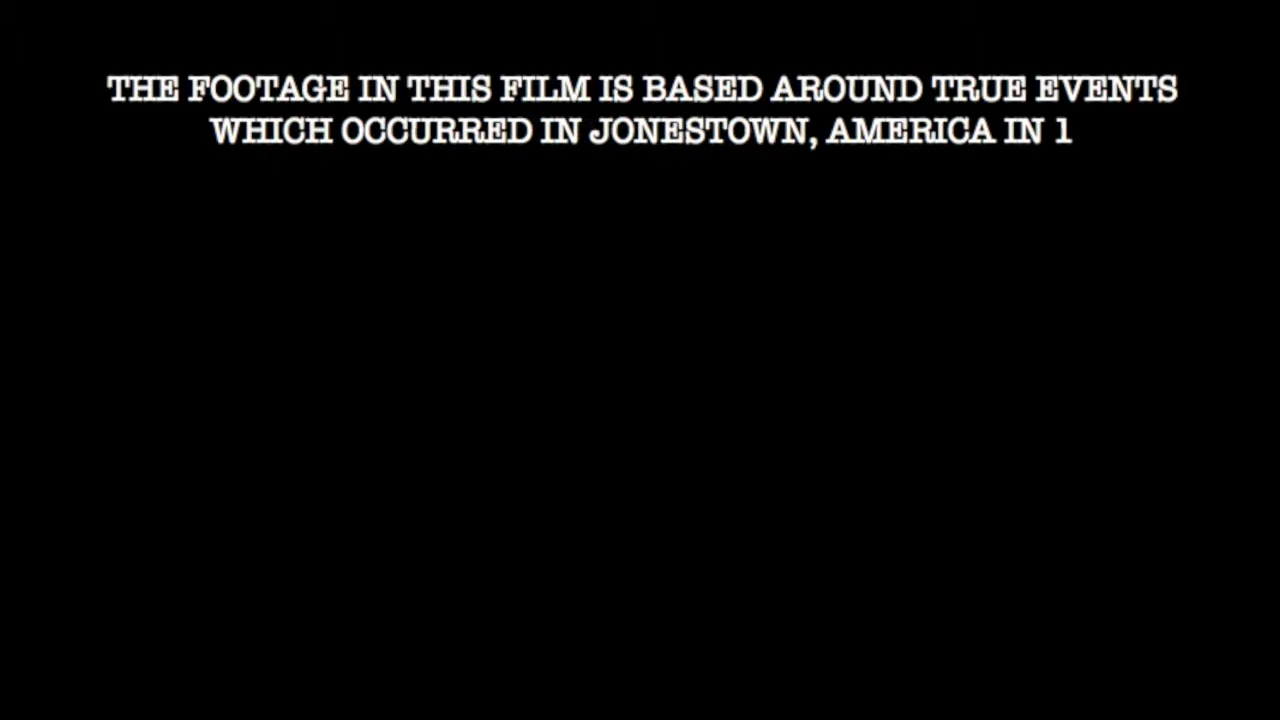 THE FOOTAGE IN THIS FILM IS BASED AROUND TRUE EVENTS
WHICH OCCURRED IN JONESTOWN, AMERICA IN 1